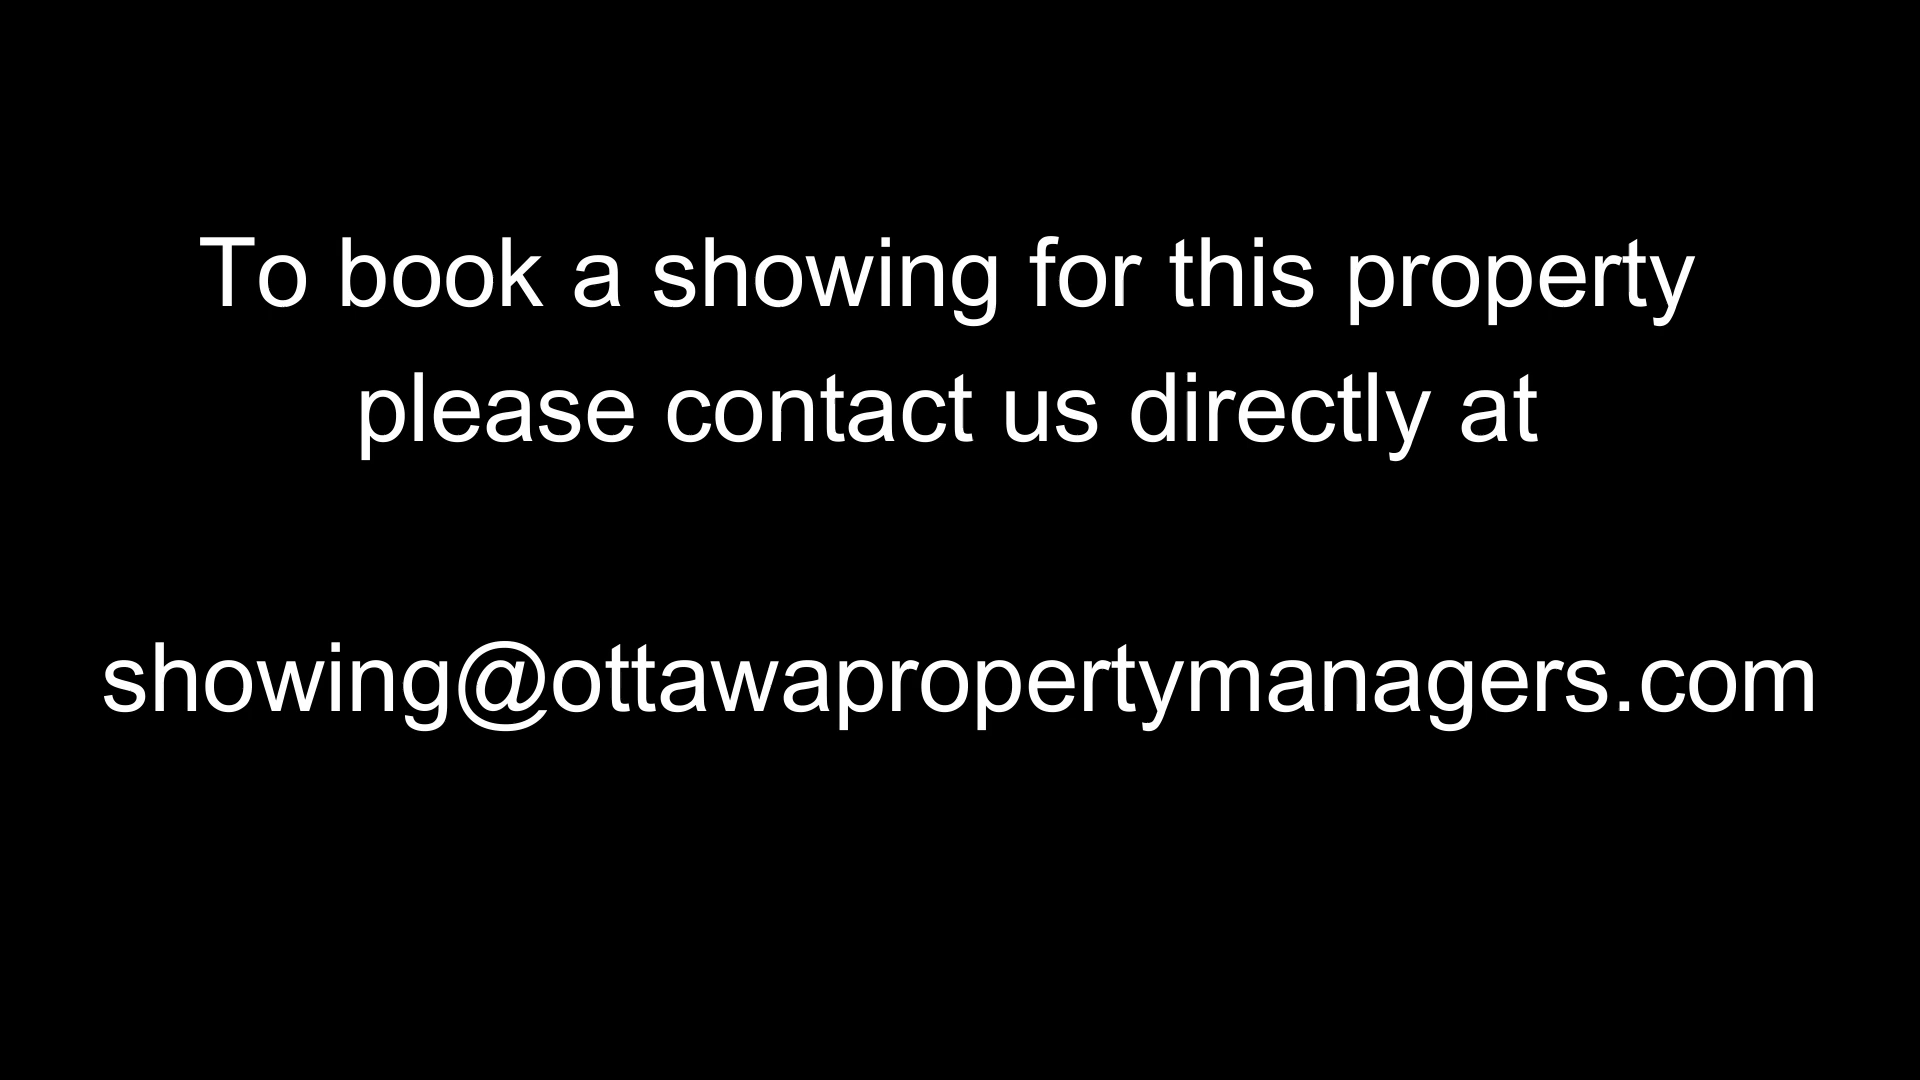 To book a showing for this property
please contact us directly at
showing@ottawapropertymanagers.com